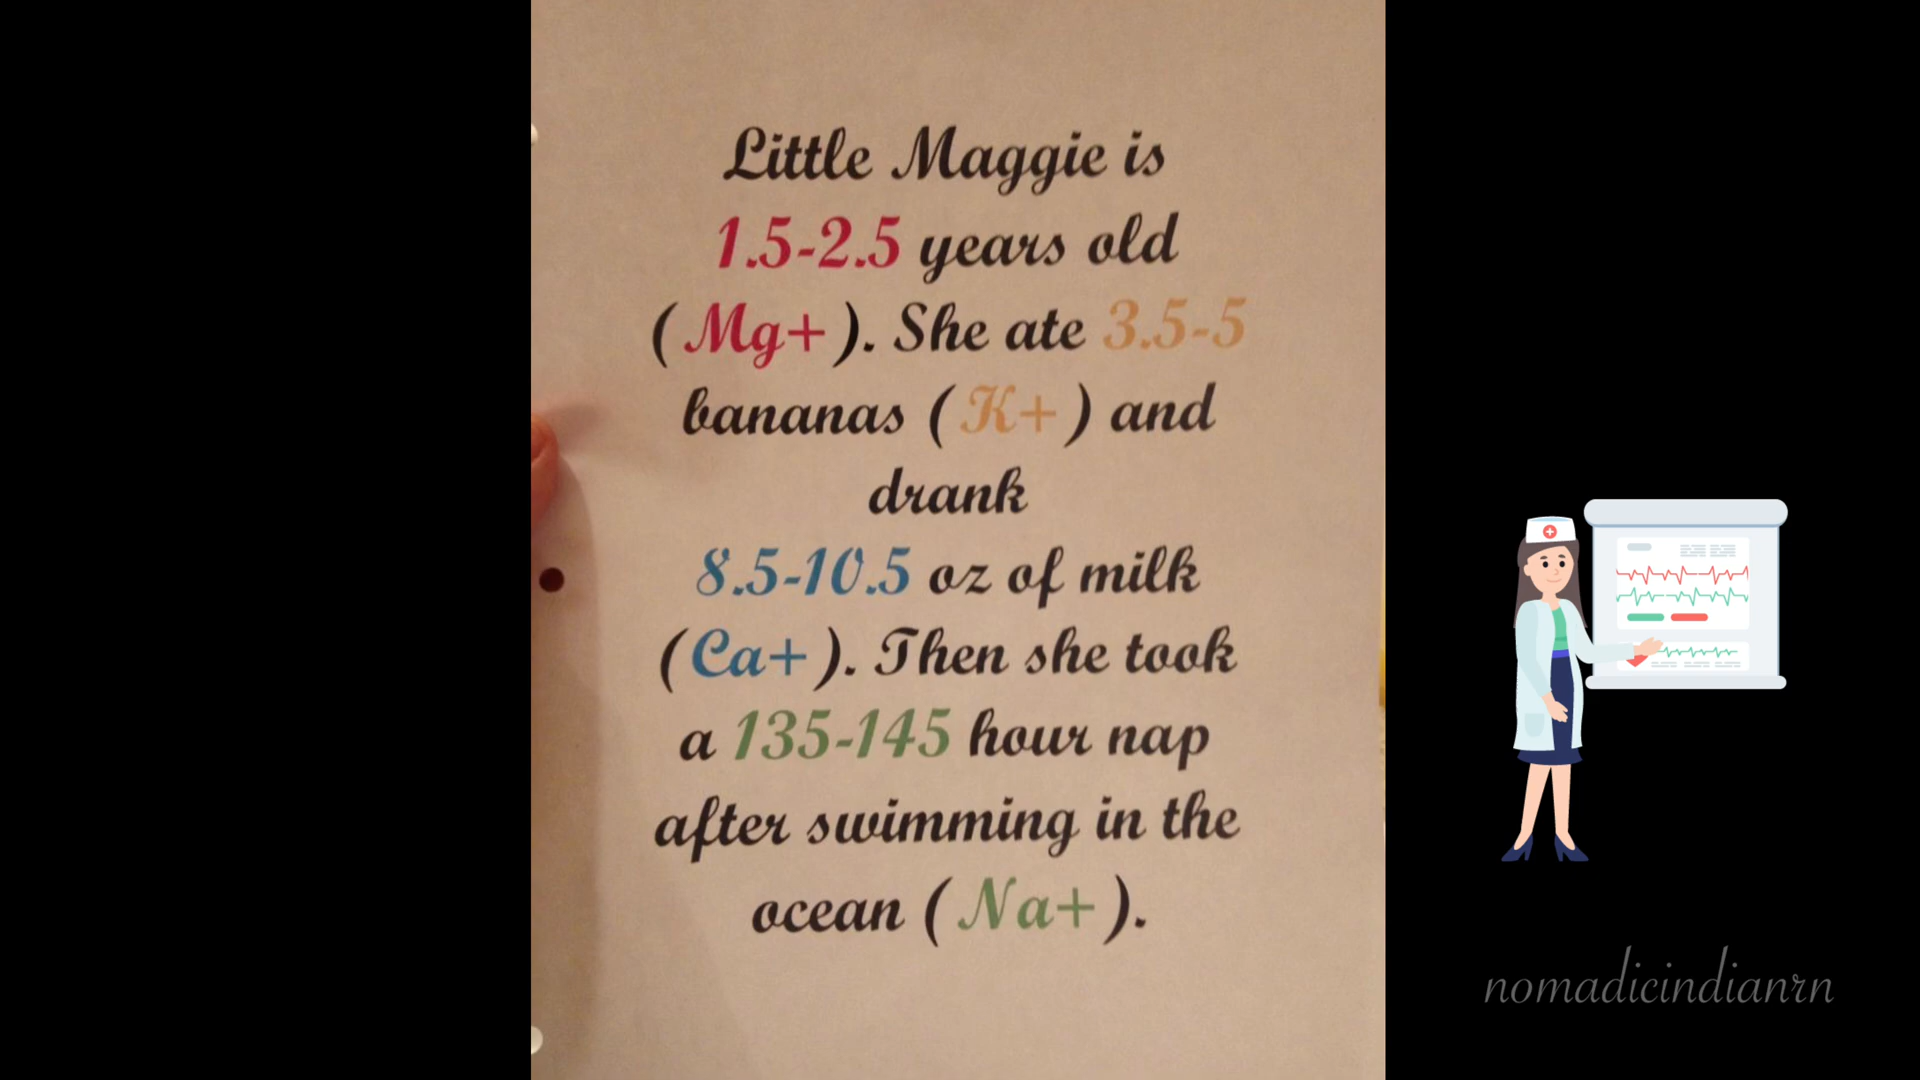 Little Maggie is
1.5-2.5 years old
(Mg+). She ate 3.5-5
bananas (K+) and
drank
8.5-10.5 oz of milk
(Ca+). Then she took
a 135-145 hour nap
after swimming in the
ocean (Na+).
nomadicindianrn